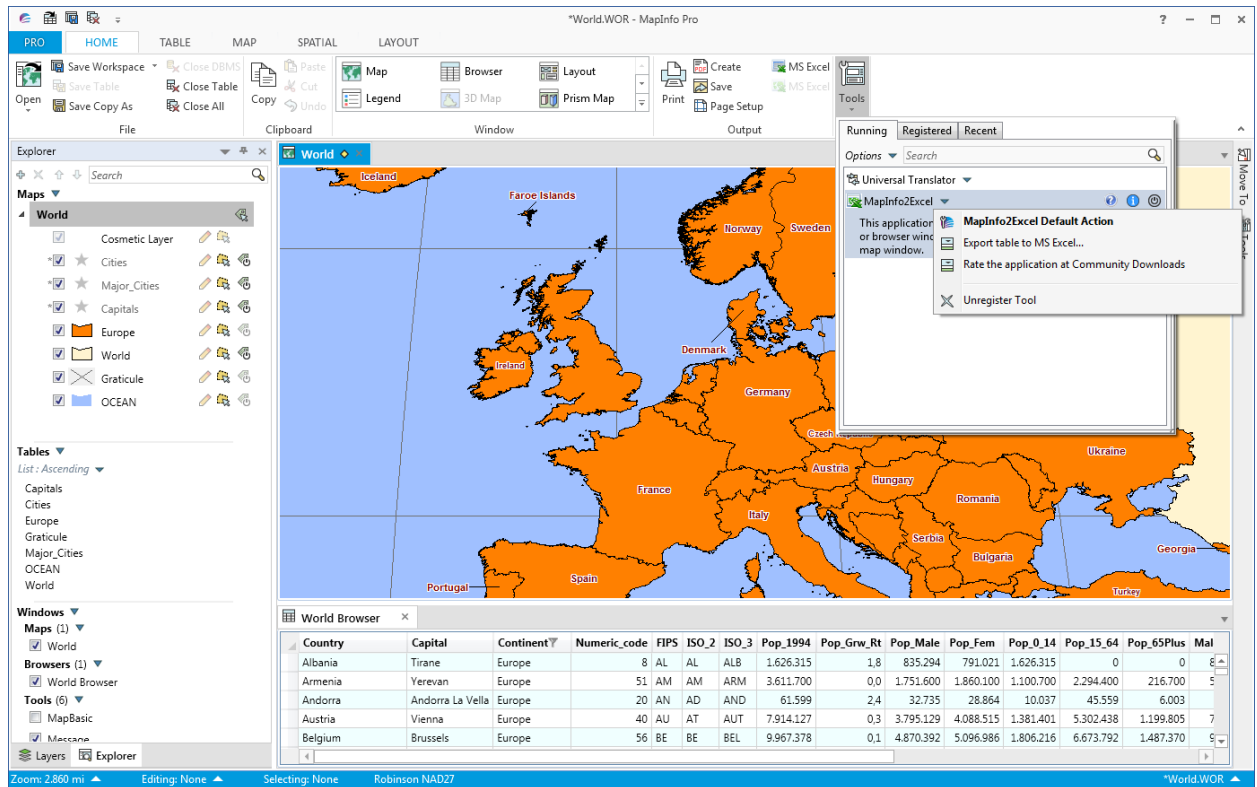 *World.WOR - MapInfo Pro
PRO HOME TABLE MAP SPATIAL LAYOUT
Open
Save Workspace
Save Table
Save Copy As
Close DBMS
Close Table
Close All
File
Copy
Paste
Cut
Undo
Clipboard
Map Browser Layout
Legend 3D Map Prism Map
Window
Print
Create
Save
Page Setup
MS Excel
MS Excel
Output
Tools
Running Registered Recent
Options Search
Universal Translator
MapInfo2Excel
This application
or browser wind
map window.
MapInfo2Excel Default Action
Export table to MS Excel...
Rate the application at Community Downloads
Unregister Tool
Move To
Tools
Explorer
Search
Maps
World
Cosmetic Layer
* Cities
* Major_Cities
* Capitals
Europe
World
Graticule
OCEAN
Tables
List : Ascending
Capitals
Cities
Europe
Graticule
Major_Cities
OCEAN
World
Windows
Maps (1)
World
Browsers (1)
World Browser
Tools (6)
MapBasic
Message
Layers Explorer
World
Iceland
Faroe Islands
Norway
Sweden
Denmark
Ireland
Germany
Czech
Ukraine
Austria
Hungary
France
Romania
Italy
Serbia
Bulgaria
Georgia
Spain
Portugal
Turkey
World Browser
Country Capital Continent Numeric_code FIPS ISO_2 ISO_3 Pop_1994 Pop_Grw_Rt Pop_Male Pop_Fem Pop_0_14 Pop_15_64 Pop_65Plus Mal
Albania Tirane Europe 8 AL AL ALB 1.626.315 1,8 835.294 791.021 1.626.315 0 0 8
Armenia Yerevan Europe 51 AM AM ARM 3.611.700 0,0 1.751.600 1.860.100 1.100.700 2.294.400 216.700 5
Andorra Andorra La Vella Europe 20 AN AD AND 61.599 2,4 32.735 28.864 10.037 45.559 6.003
Austria Vienna Europe 40 AU AT AUT 7.914.127 0,3 3.795.129 4.088.515 1.381.401 5.302.438 1.199.805 7
Belgium Brussels Europe 56 BE BE BEL 9.967.378 0,1 4.870.392 5.096.986 1.806.216 6.673.792 1.487.370 9
Zoom: 2.860 mi Editing: None Selecting: None Robinson NAD27 *World.WOR